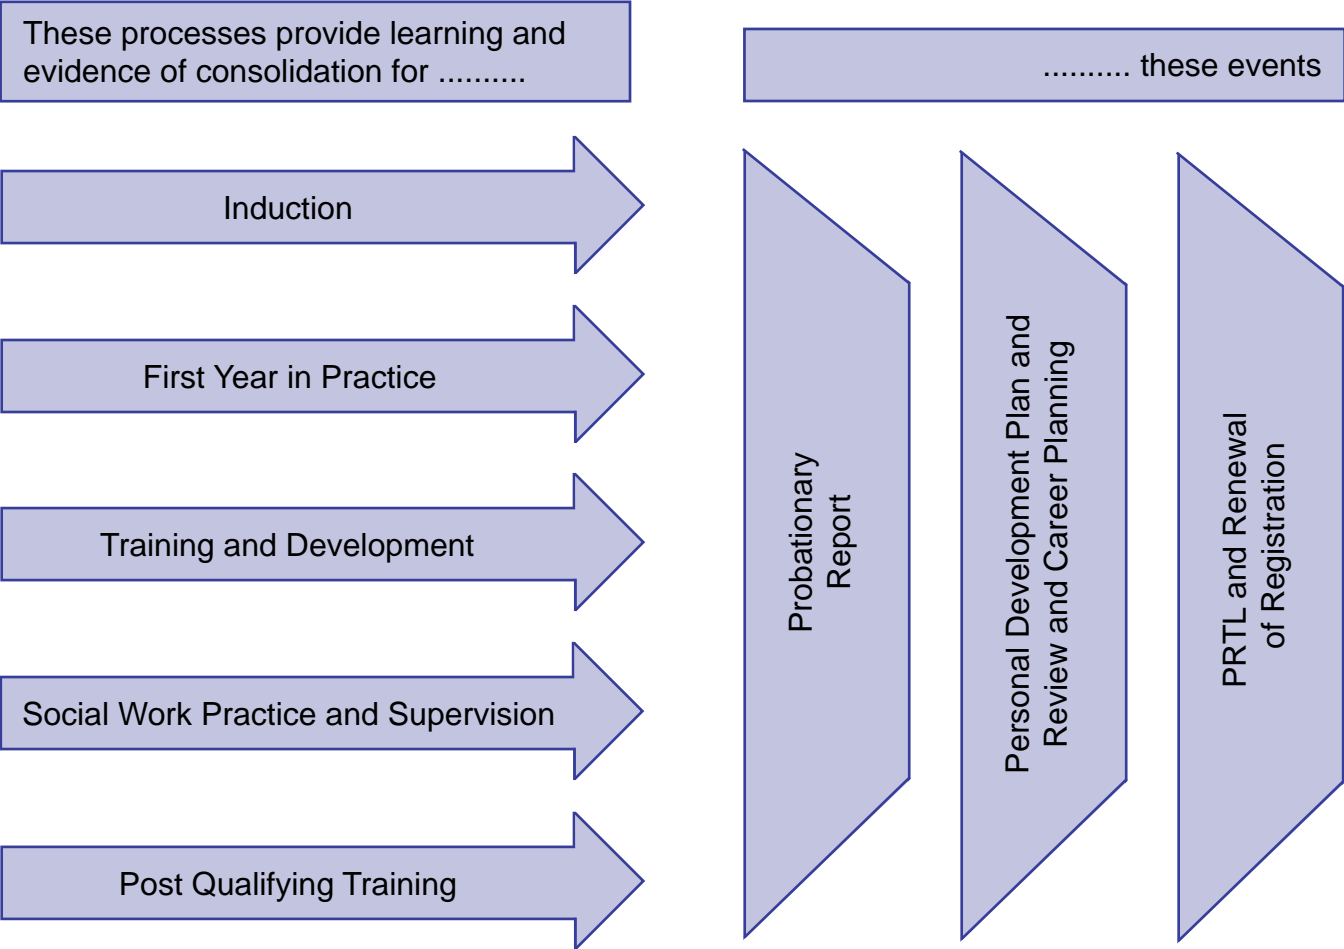 These processes provide learning and
evidence of consolidation for ..........
.......... these events
Induction
First Year in Practice
Training and Development
Social Work Practice and Supervision
Post Qualifying Training
Probationary
Report
Personal Development Plan and
Review and Career Planning
PRTL and Renewal
of Registration